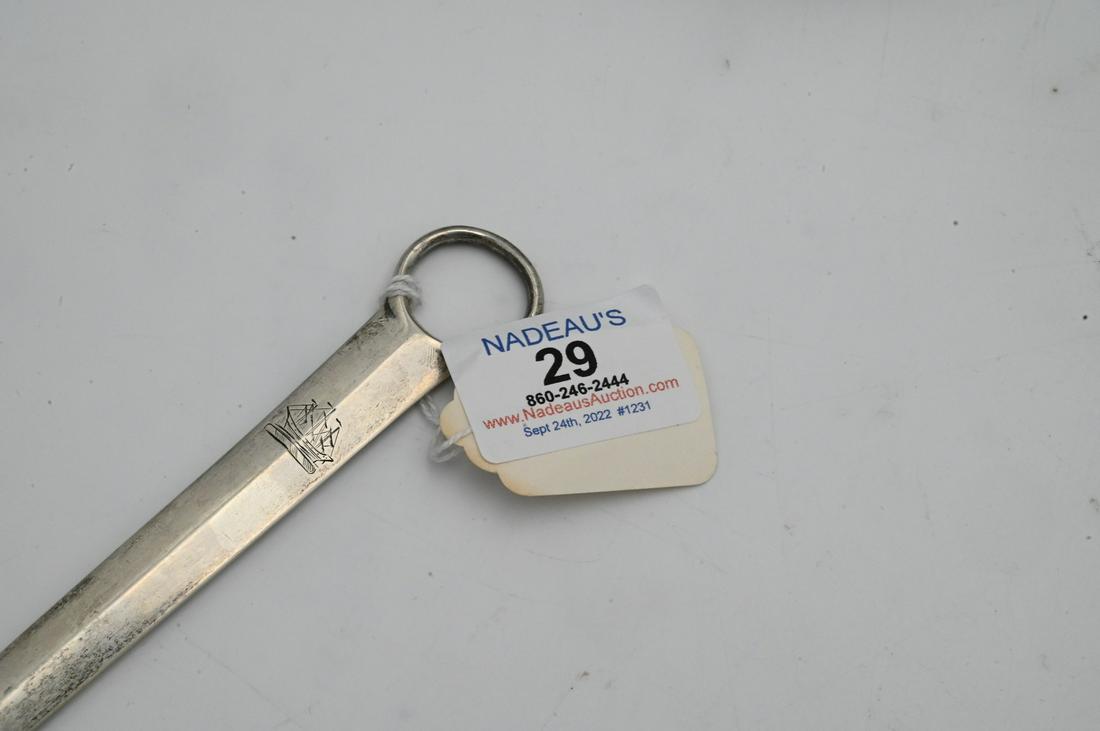 NADEAU'S
29
860-246-2444
www.NadeausAuction.com
Sept 24th, 2022 #1231